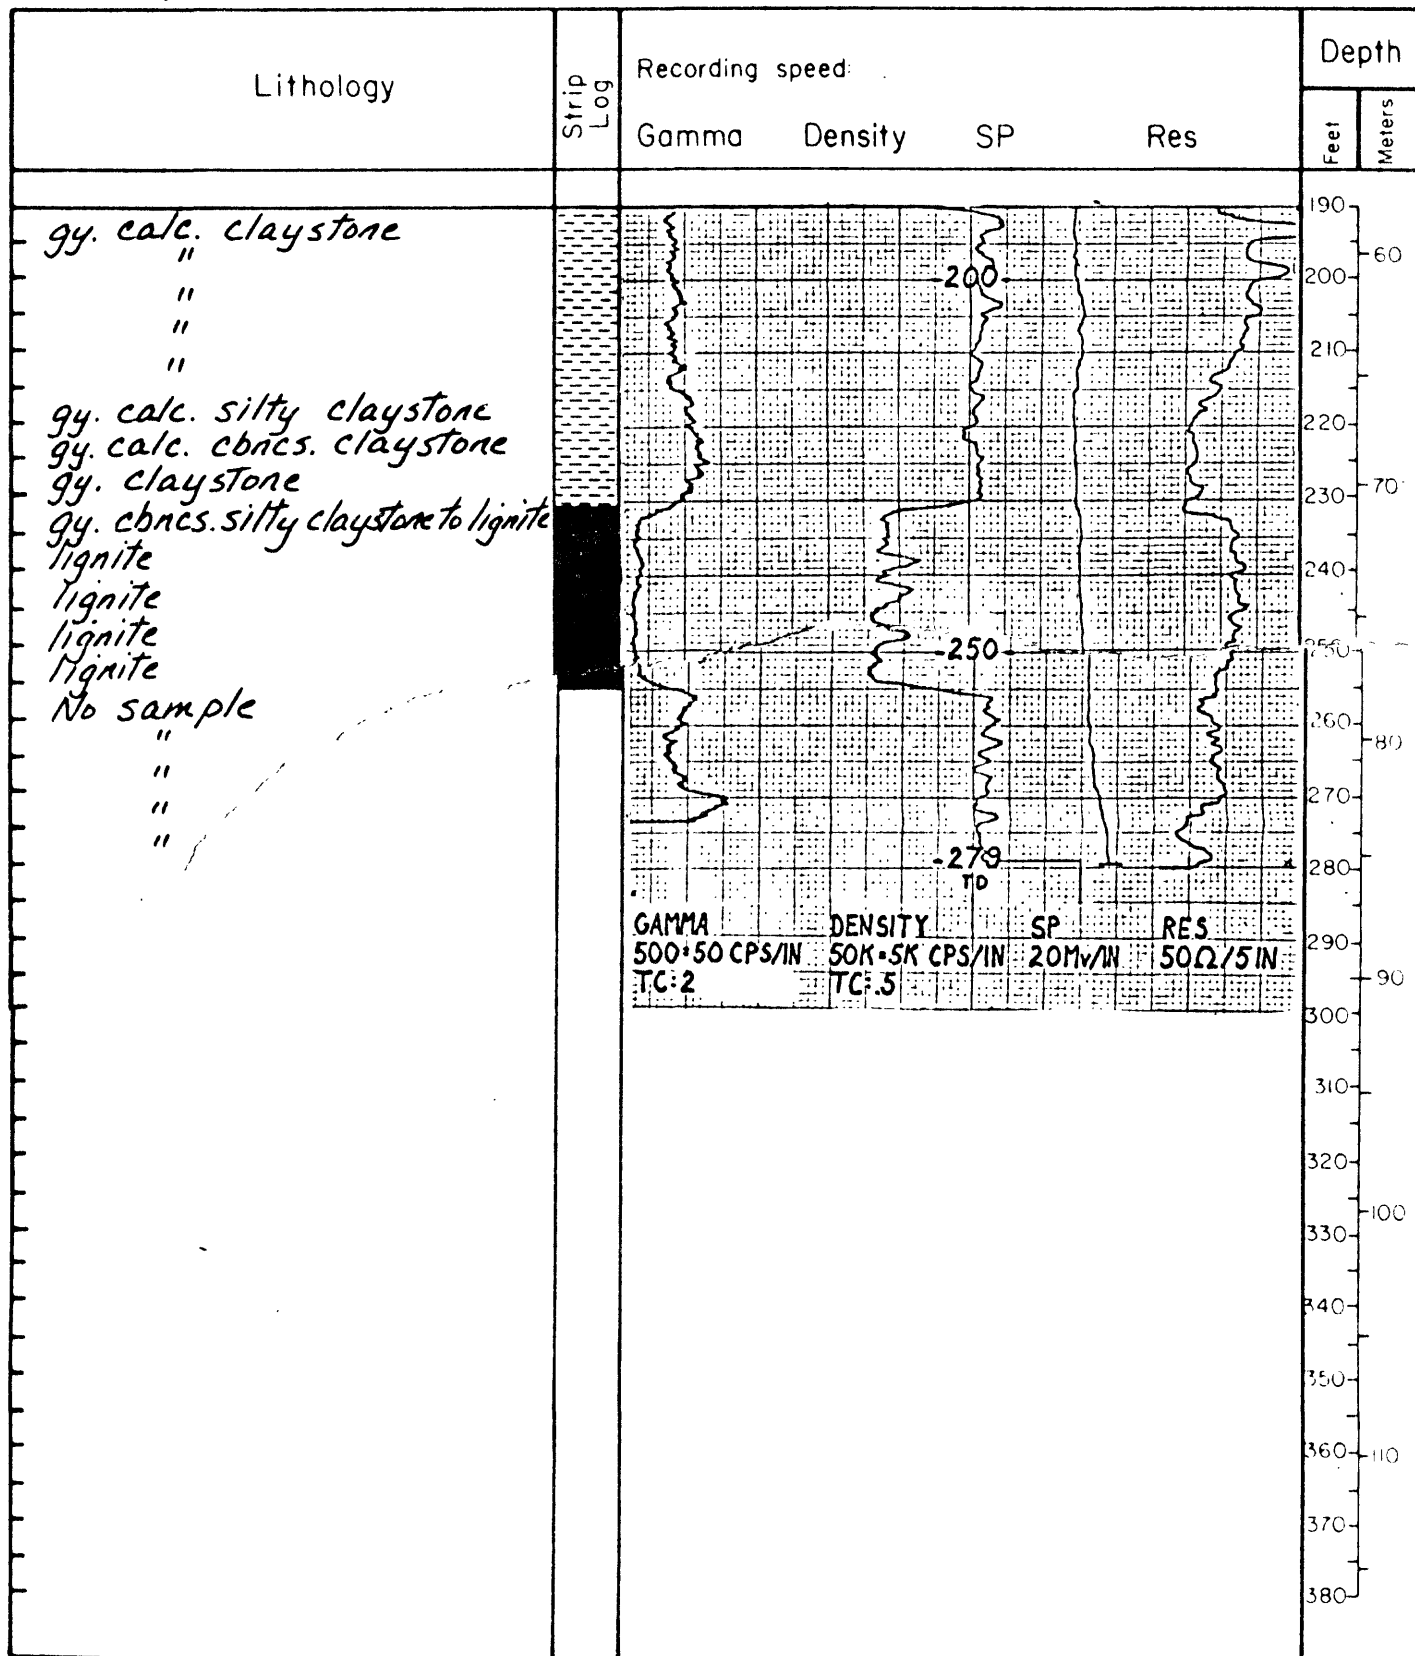 Lithology
Strip Log
Recording speed:
Gamma Density SP Res
Depth
Feet
Meters
gy. calc. claystone
"
"
"
"
gy. calc. silty claystone
gy. calc. cbncs. claystone
gy. claystone
gy. cbncs. silty claystone to lignite
lignite
lignite
lignite
lignite
No sample
"
"
"
"
-200-
-250-
-279
TD
GAMMA
500:50 CPS/IN
TC:2
DENSITY
50K:5K CPS/IN
TC:.5
SP
20Mv/IN
RES
50Ω/5IN
190
200
210
220
230
240
250
260
270
280
290
300
310
320
330
340
350
360
370
380
60
70
80
90
100
110